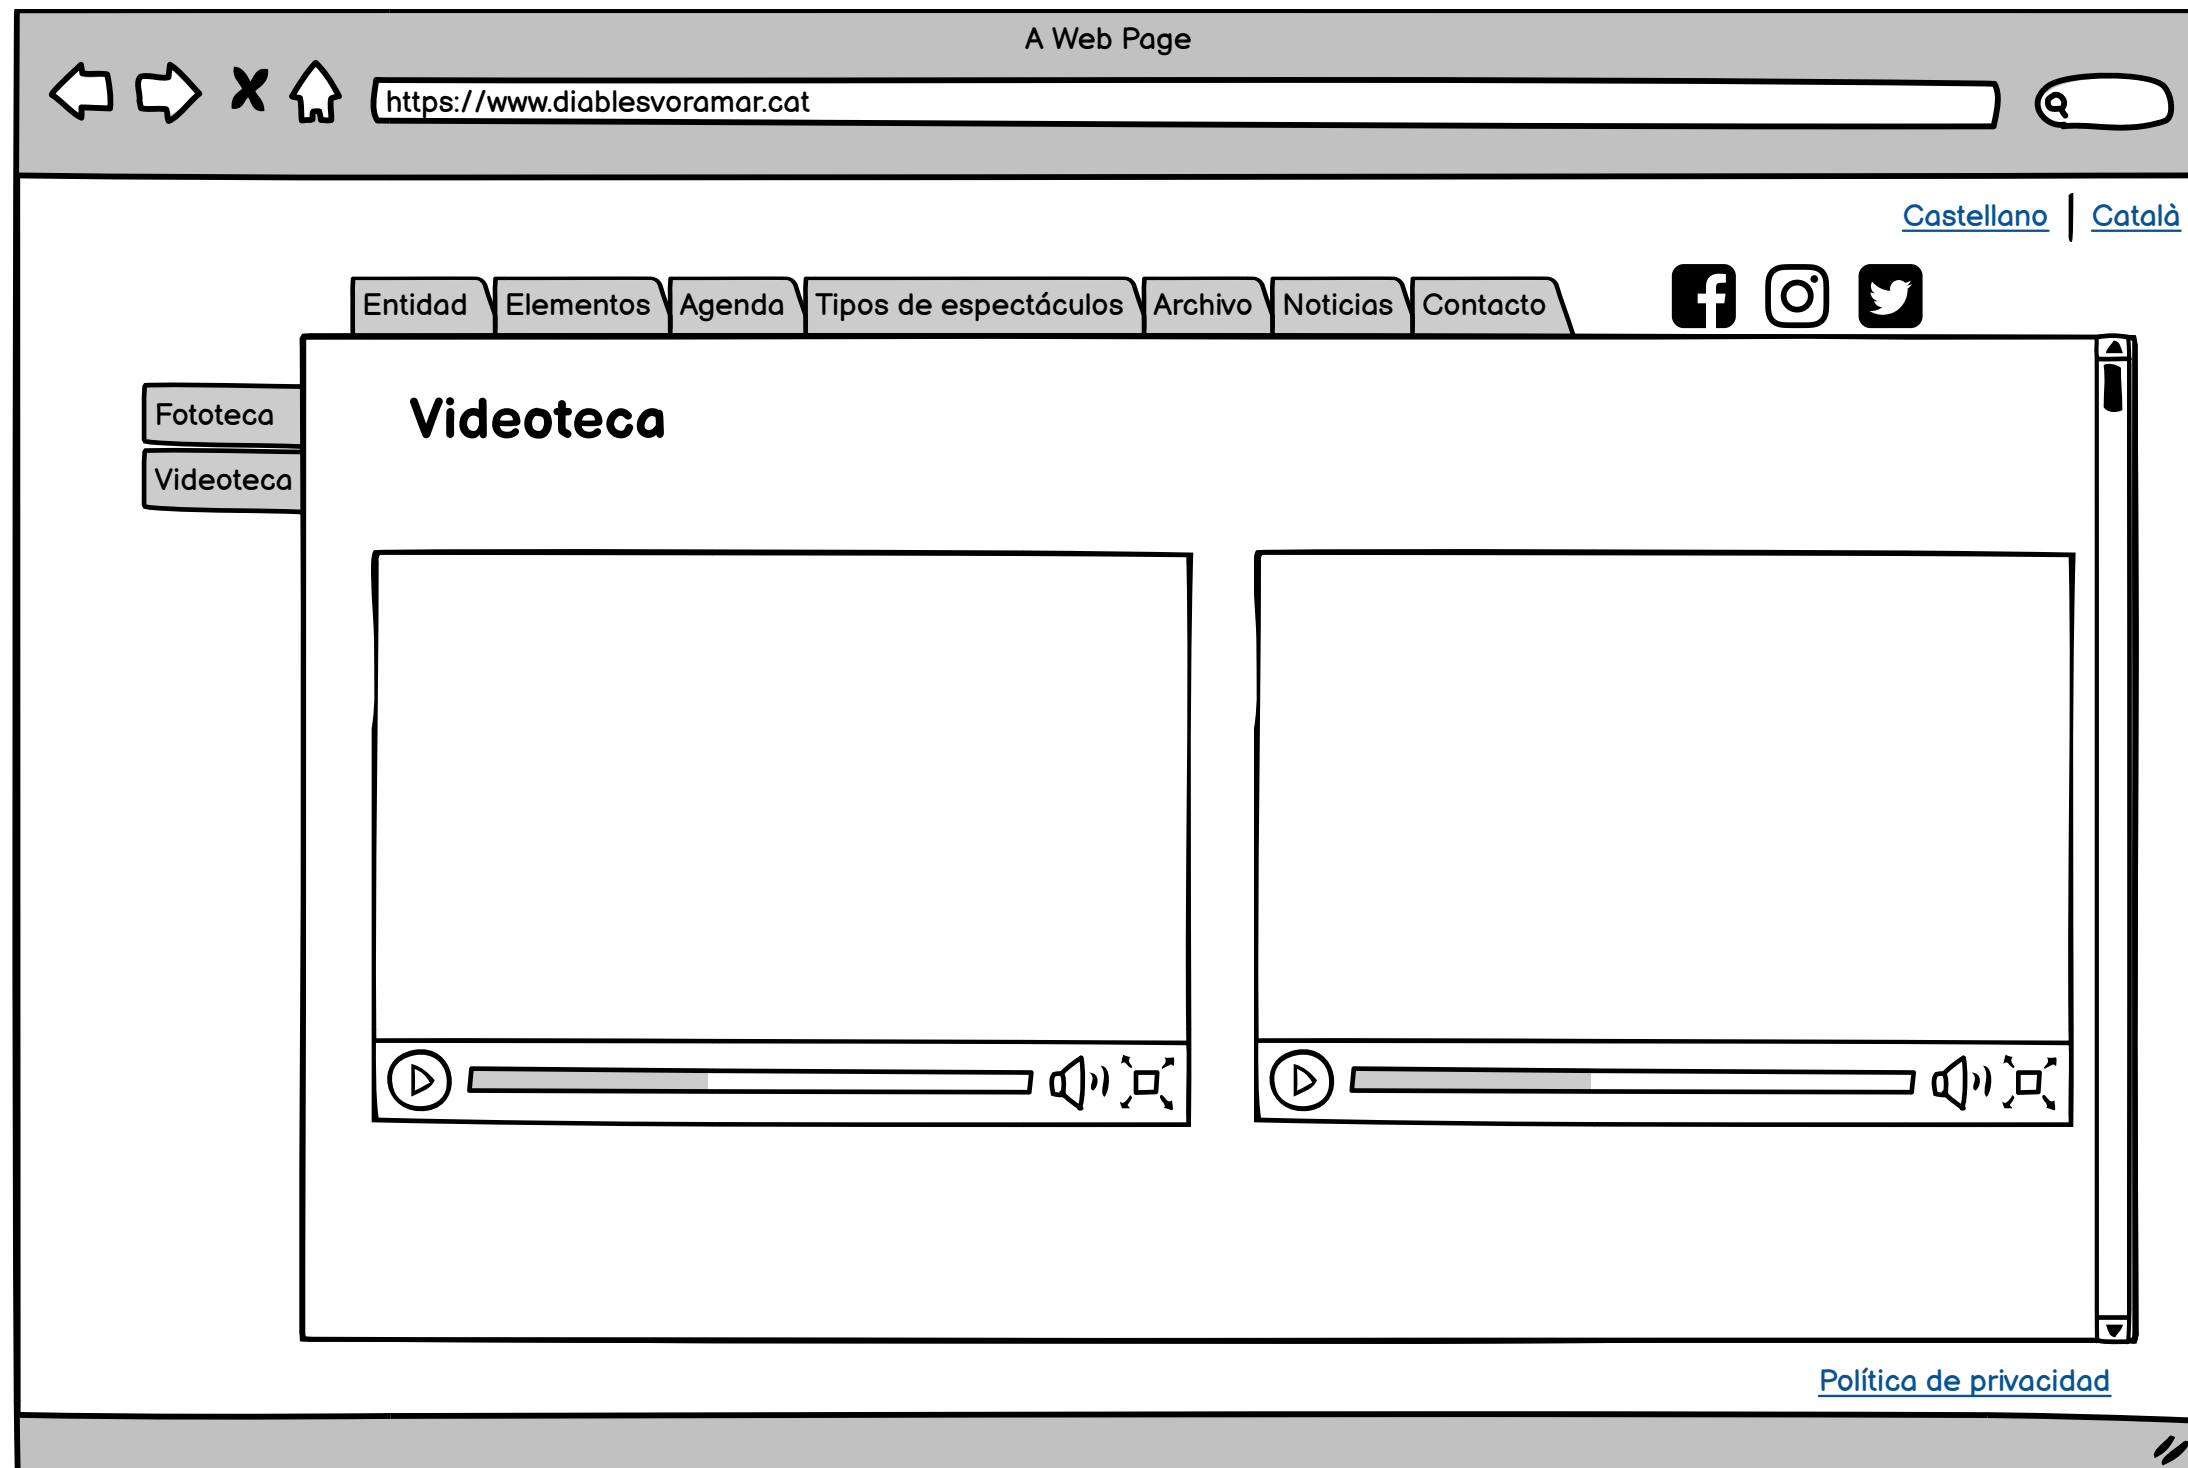 A Web Page
https://www.diablesvoramar.cat
Castellano | Català
Entidad Elementos Agenda Tipos de espectáculos Archivo Noticias Contacto
Fototeca
Videoteca
Videoteca
Política de privacidad